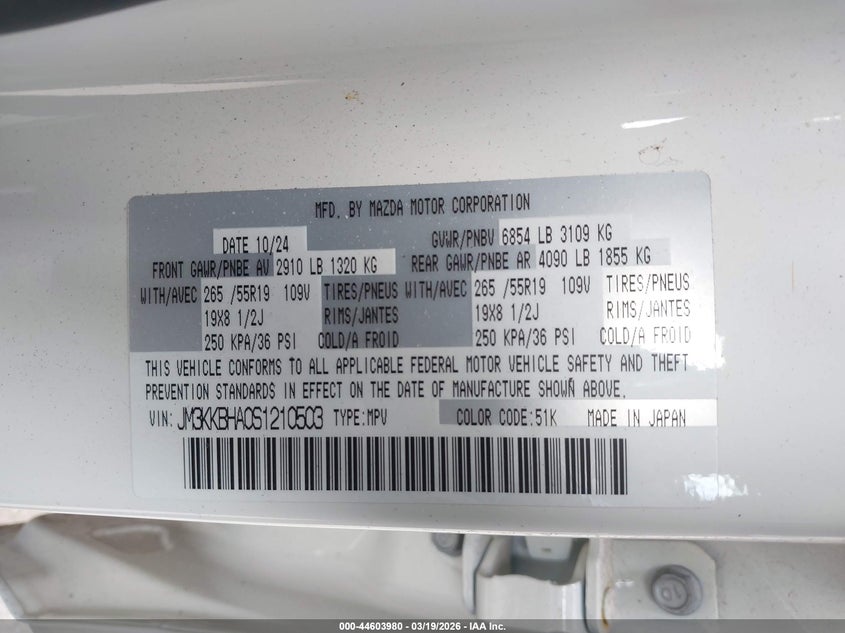 MFD. BY MAZDA MOTOR CORPORATION
DATE 10/24 GVWR/PNBV 6854 LB 3109 KG
FRONT GAWR/PNBE AV 2910 LB 1320 KG REAR GAWR/PNBE AR 4090 LB 1855 KG
WITH/AVEC 265 /55R19 109V TIRES/PNEUS WITH/AVEC 265 /55R19 109V TIRES/PNEUS
19X8 1/2J RIMS/JANTES 19X8 1/2J RIMS/JANTES
250 KPA/36 PSI COLD/A FROID 250 KPA/36 PSI COLD/A FROID
THIS VEHICLE CONFORMS TO ALL APPLICABLE FEDERAL MOTOR VEHICLE SAFETY AND THEFT
PREVENTION STANDARDS IN EFFECT ON THE DATE OF MANUFACTURE SHOWN ABOVE.
VIN: JM3KKBHA0S1210503 TYPE:MPV COLOR CODE:51K MADE IN JAPAN
10
000-44603980 - 03/19/2026 - IAA Inc.